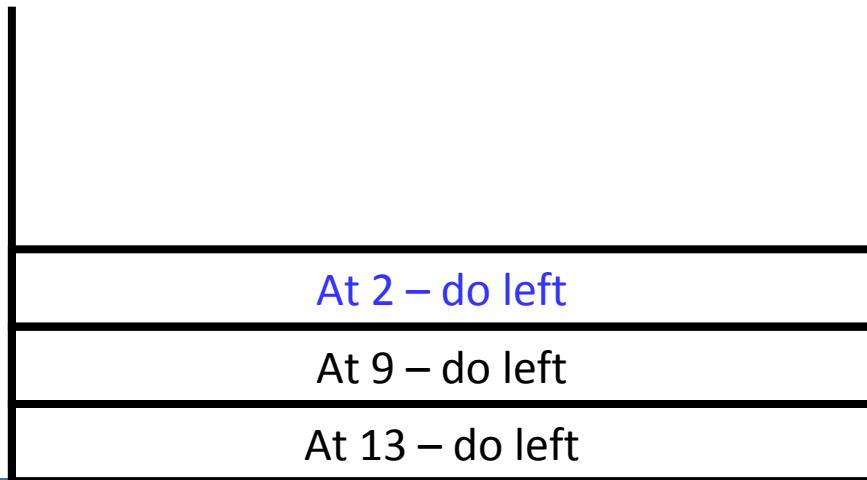 At 2 – do left
At 9 – do left
At 13 – do left